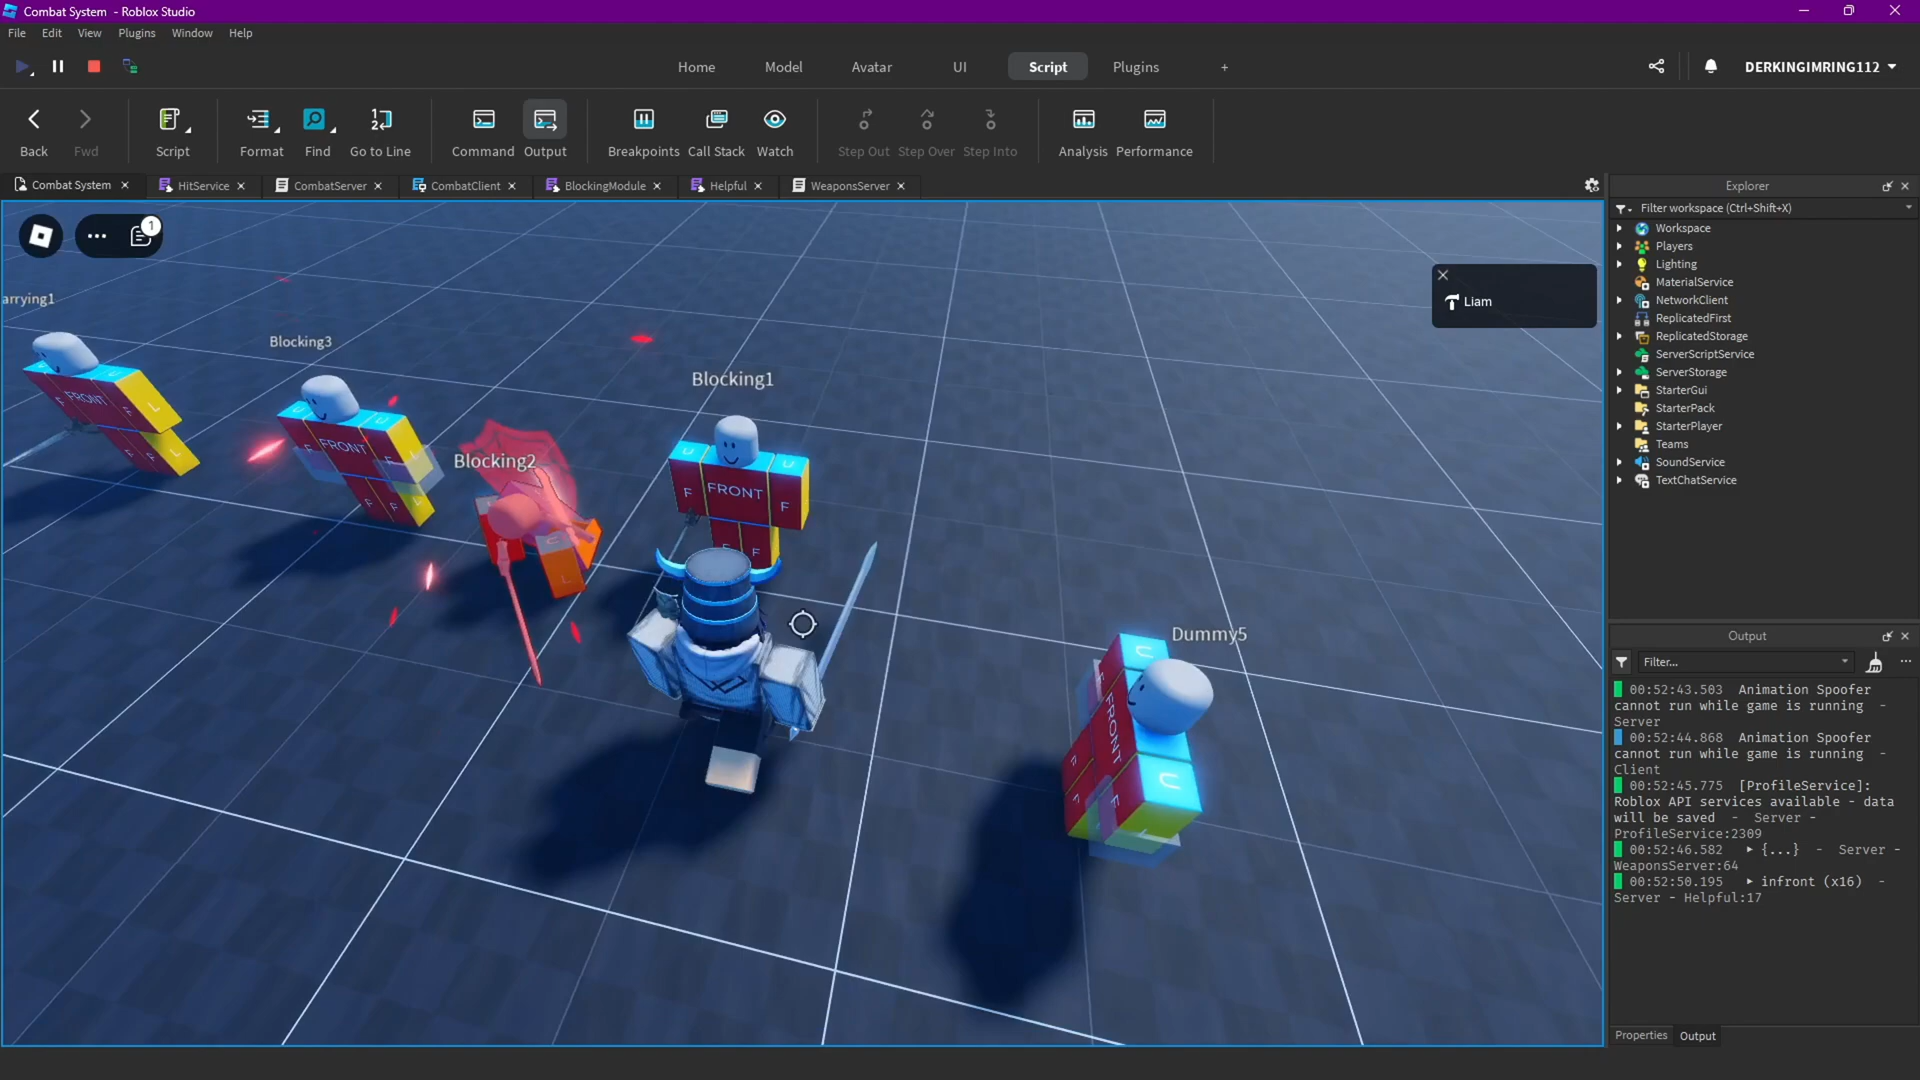 Combat System - Roblox Studio
File Edit View Plugins Window Help
Home Model Avatar UI Script Plugins +
DERKINGIMRING112
Back Fwd Script Format Find Go to Line Command Output Breakpoints Call Stack Watch Step Out Step Over Step Into Analysis Performance
Combat System HitService CombatServer CombatClient BlockingModule Helpful WeaponsServer
1
Liam
arrying1
Blocking3
Blocking1
Blocking2
Dummy5
FRONT
FRONT
FRONT
FRONT
Explorer
Filter workspace (Ctrl+Shift+X)
Workspace
Players
Lighting
MaterialService
NetworkClient
ReplicatedFirst
ReplicatedStorage
ServerScriptService
ServerStorage
StarterGui
StarterPack
StarterPlayer
Teams
SoundService
TextChatService
Output
Filter...
00:52:43.503 Animation Spoofer
cannot run while game is running -
Server
00:52:44.868 Animation Spoofer
cannot run while game is running -
Client
00:52:45.775 [ProfileService]:
Roblox API services available - data
will be saved - Server -
ProfileService:2309
00:52:46.582 {...} - Server -
WeaponsServer:64
00:52:50.195 infront (x16) -
Server - Helpful:17
Properties Output